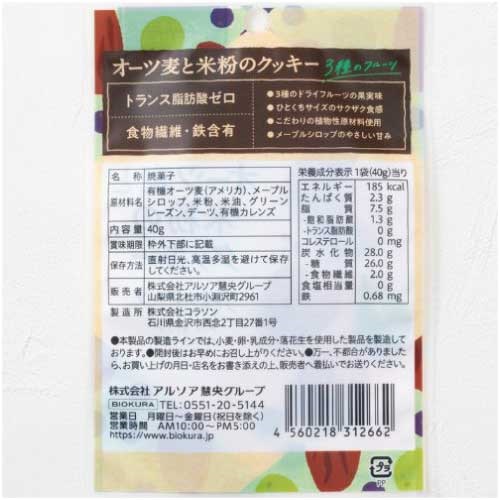 オーツ麦と米粉のクッキー 3種のフルーツ
トランス脂肪酸ゼロ
食物繊維・鉄含有
●3種のドライフルーツの果実味
●ひとくちサイズのサクザク食感
●こだわりの植物性原材料使用
●メープルシロップのやさしい甘み
名称 焼菓子
原材料名 有機オーツ麦(アメリカ)、メープル
シロップ、米粉、米油、グリーン
レーズン、デーツ、有機カレンズ
内容量 40g
賞味期限 枠外下部に記載
保存方法 直射日光、高温多湿を避けて保存
してください。
販売者 株式会社アルソア慧央グループ
山梨県北杜市小淵沢町2961
製造所 株式会社コラソン
石川県金沢市西念2丁目27番1号
栄養成分表示 1袋(40g)当り
エネルギー 185 kcal
たんぱく質 2.3 g
脂質 7.5 g
-飽和脂肪酸 1.3 g
-トランス脂肪酸 0 g
コレステロール 0 mg
炭水化物 28.0 g
-糖質 26.0 g
-食物繊維 2.0 g
食塩相当量 0 g
鉄 0.68 mg
●本製品の製造ラインでは、小麦・卵・乳成分・落花生を使用した製品を製造して
おります。●開封後はお早めにお召し上がりください。●万一、不都合がありました
ら、お買い上げの月日・店名をお書き添えの上、販売者へ着払いでお送りください。
株式会社 アルソア慧央グループ
BIOKURA TEL:0551-20-5144
営業日 月曜日〜金曜日(祝日を除く)
営業時間 AM10:00〜PM5:00
https://www.biokura.jp
4 560218 312662
プラ
PP